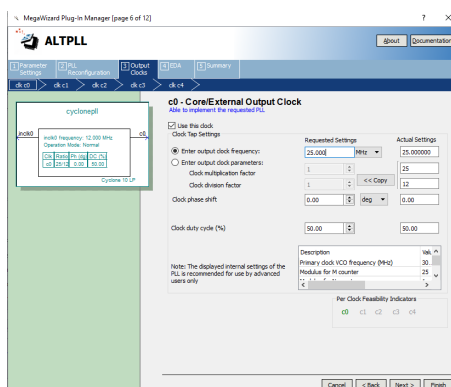 MegaWizard Plug-In Manager [page 6 of 12]
? X
ALTPLL
About Documentation
1 Parameter Settings 2 PLL Reconfiguration 3 Output Clocks 4 EDA 5 Summary
clk c0 clk c1 clk c2 clk c3 clk c4
c0 - Core/External Output Clock
Able to implement the requested PLL
Use this clock
Clock Tap Settings
Requested Settings Actual Settings
Enter output clock frequency: 25.000 MHz 25.000000
Enter output clock parameters:
Clock multiplication factor 1 25
<< Copy
Clock division factor 1 12
Clock phase shift 0.00 deg 0.00
Clock duty cycle (%) 50.00 50.00
Description
Primary clock VCO frequency (MHz) 30...
Modulus for M counter 25
Note: The displayed internal settings of the
PLL is recommended for use by advanced
users only
Per Clock Feasibility Indicators
c0 c1 c2 c3 c4
Cancel < Back Next > Finish
cyclonepll
inclk0 c0
inclk0 frequency: 12.000 MHz
Operation Mode: Normal
Clk Ratio Ph (dg) DC (%)
c0 25/12 0.00 50.00
Cyclone 10 LP